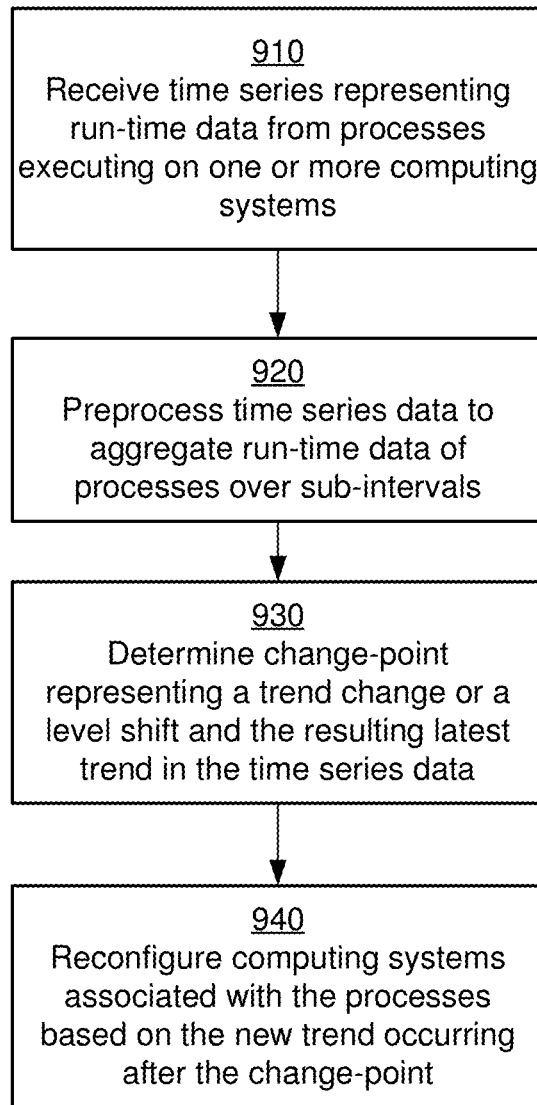 910
Receive time series representing
run-time data from processes
executing on one or more computing
systems
920
Preprocess time series data to
aggregate run-time data of
processes over sub-intervals
930
Determine change-point
representing a trend change or a
level shift and the resulting latest
trend in the time series data
940
Reconfigure computing systems
associated with the processes
based on the new trend occurring
after the change-point